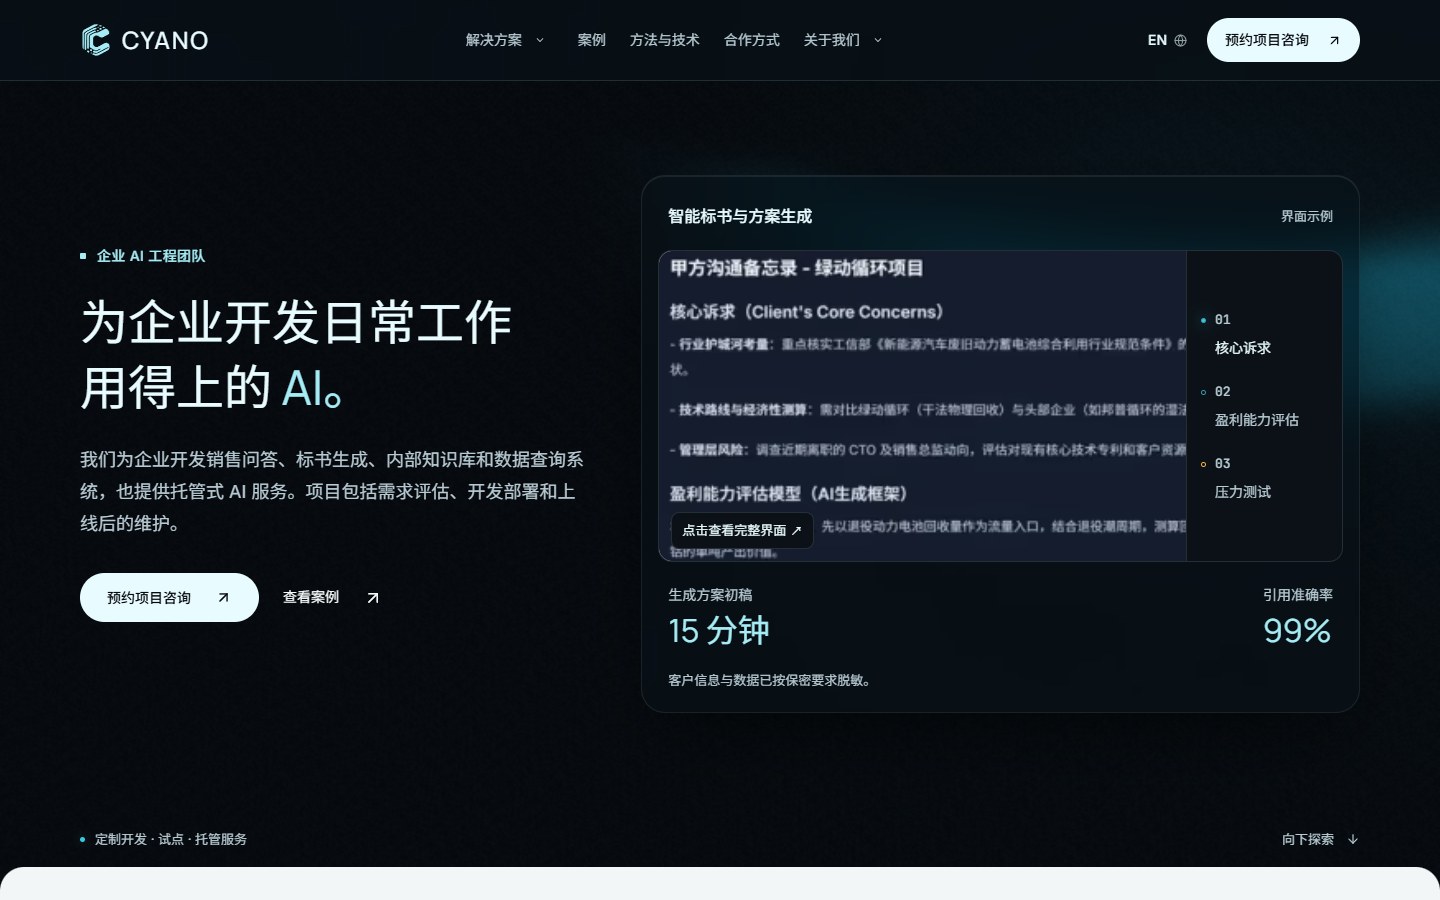 CYANO
解决方案
案例
方法与技术
合作方式
关于我们
EN
预约项目咨询
企业 AI 工程团队
为企业开发日常工作
用得上的 AI。
我们为企业开发销售问答、标书生成、内部知识库和数据查询系
统，也提供托管式 AI 服务。项目包括需求评估、开发部署和上
线后的维护。
预约项目咨询
查看案例
智能标书与方案生成
界面示例
甲方沟通备忘录 - 绿动循环项目
核心诉求（Client's Core Concerns）
- 行业护城河考量：重点核实工信部《新能源汽车废旧动力蓄电池综合利用行业规范条件》的
状。
- 技术路线与经济性测算：需对比绿动循环（干法物理回收）与头部企业（如邦普循环的湿法
- 管理层风险：调查近期离职的 CTO 及销售总监动向，评估对现有核心技术专利和客户资源
盈利能力评估模型（AI生成框架）
先以退役动力电池回收量作为流量入口，结合退役潮周期，测算
点击查看完整界面 ↗
的单吨产出价值。
01
核心诉求
02
盈利能力评估
03
压力测试
生成方案初稿
15 分钟
引用准确率
99%
客户信息与数据已按保密要求脱敏。
定制开发 · 试点 · 托管服务
向下探索 ↓